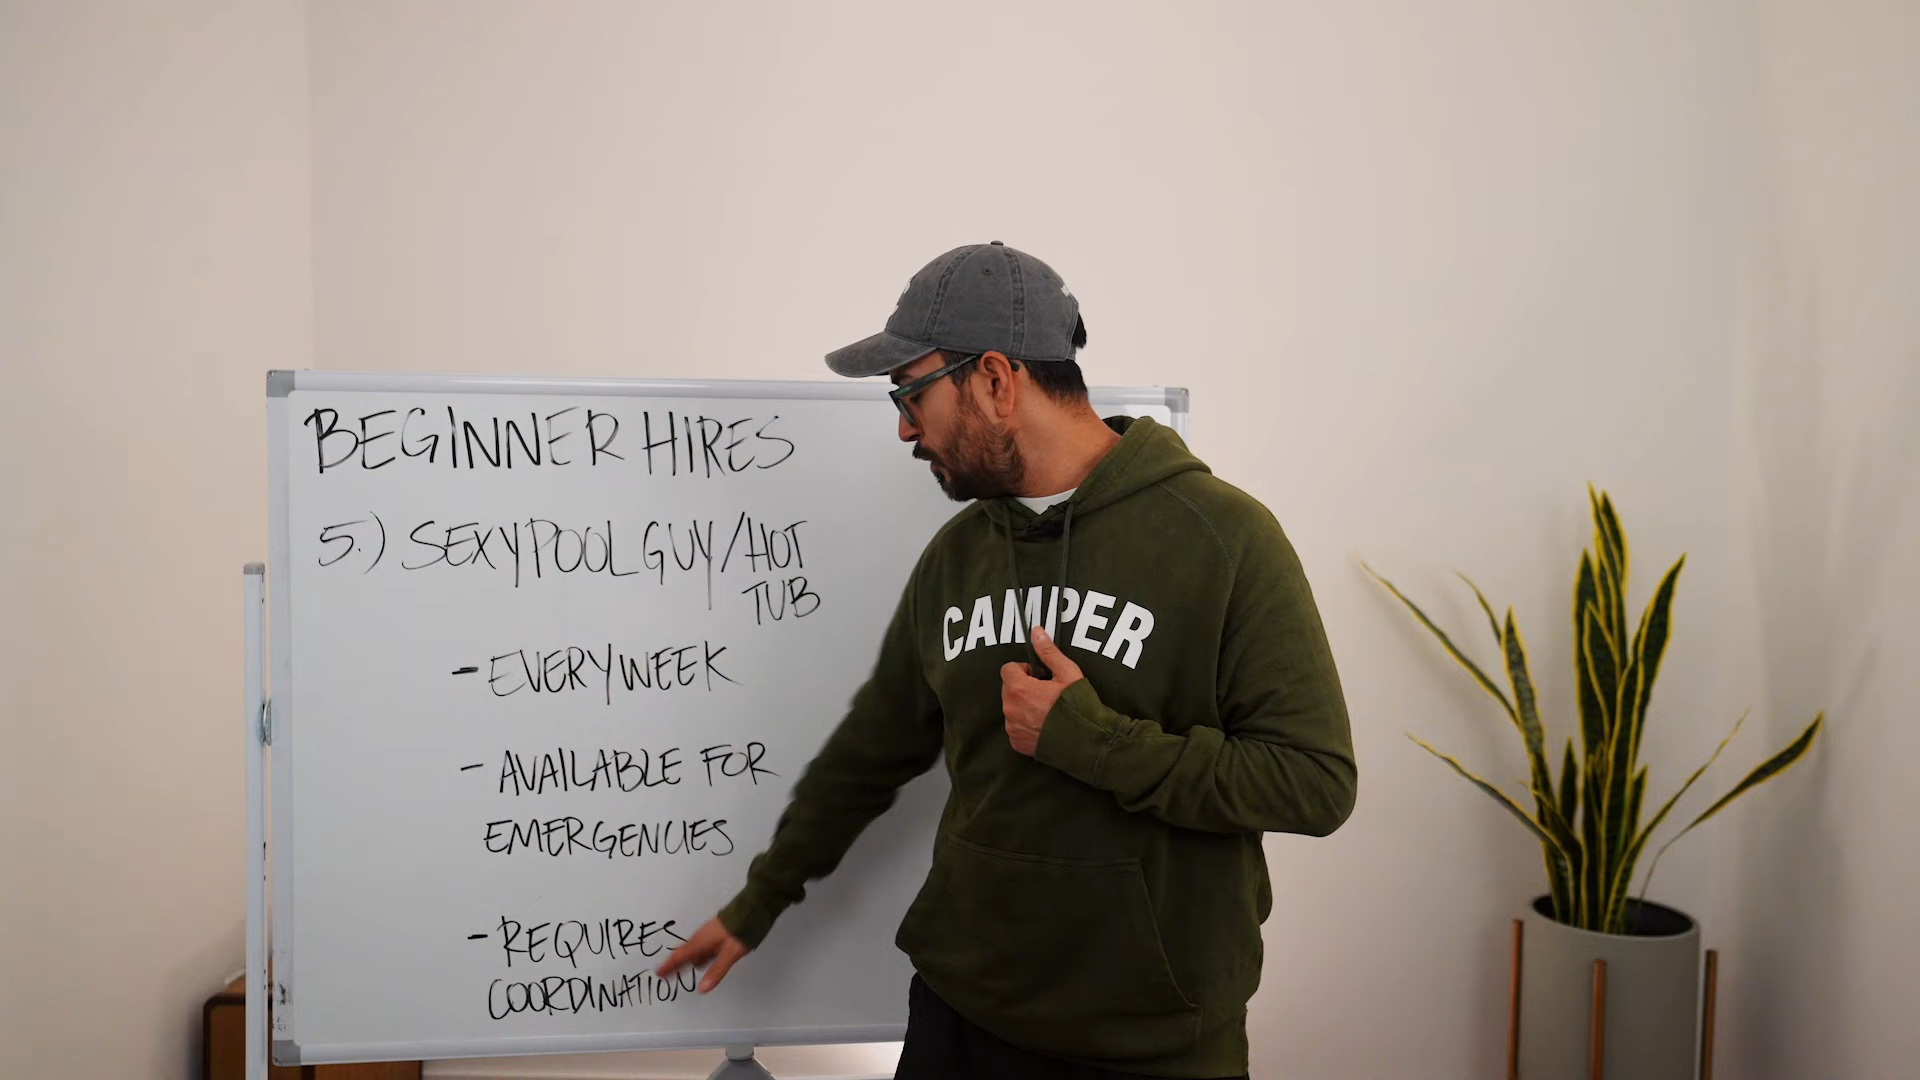 BEGINNER HIRES
5.) SEXY POOL GUY/HOT
TUB
- EVERY WEEK
- AVAILABLE FOR
EMERGENCIES
- REQUIRES
COORDINATION
CAMPER